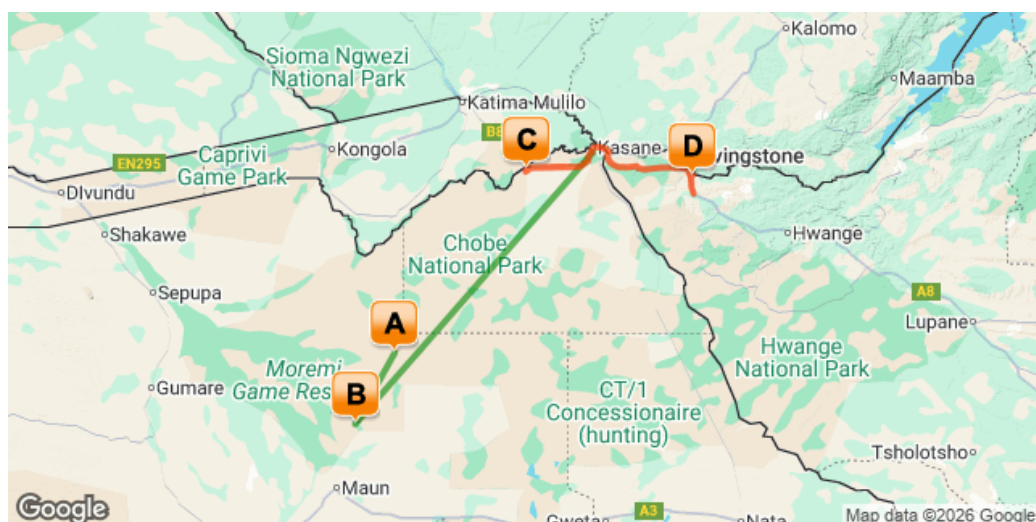 Kalomo
Sioma Ngwezi
National Park
Maamba
Katima Mulilo
B8
C
Kasane
D
vingstone
Kongola
EN295
Caprivi
Game Park
DIvundu
Shakawe
Hwange
Chobe
National Park
Sepupa
A8
A
Lupane
Hwange
National Park
Moremi
Game Res
B
Gumare
CT/1
Concessionaire
(hunting)
Tsholotsho
Maun
A3
Gweta
Nata
Google
Map data ©2026 Google